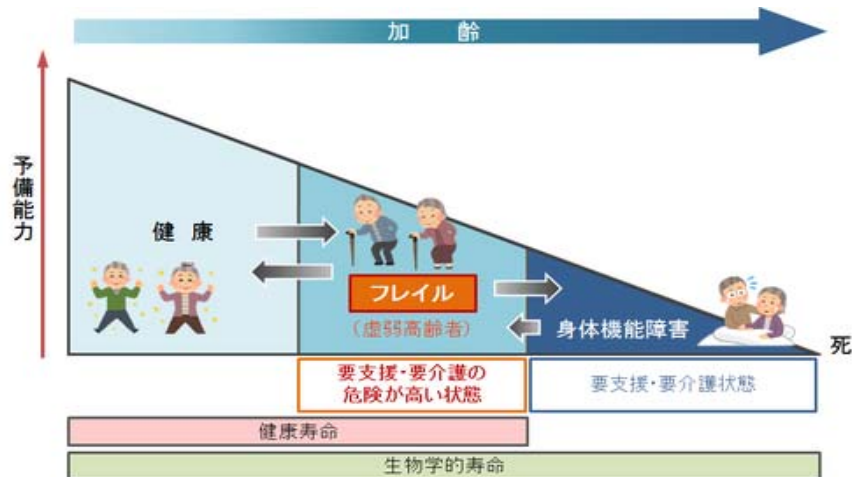 加 齢
予備能力
健 康
フレイル
(虚弱高齢者)
身体機能障害
死
要支援・要介護の
危険が高い状態
要支援・要介護状態
健康寿命
生物学的寿命